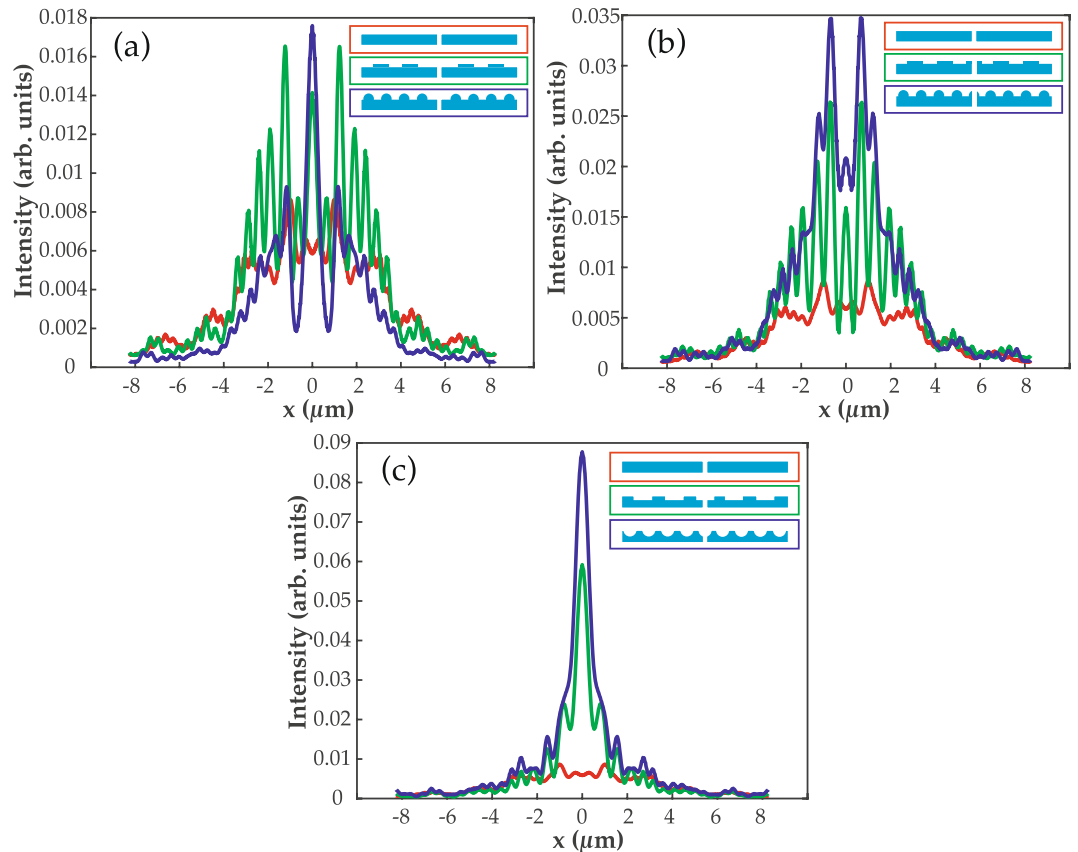 (a)
Intensity (arb. units)
0.018
0.016
0.014
0.012
0.010
0.008
0.006
0.004
0.002
0
-8 -6 -4 -2 0 2 4 6 8
x (μm)
(b)
Intensity (arb. units)
0.035
0.03
0.025
0.02
0.015
0.01
0.005
0
-8 -6 -4 -2 0 2 4 6 8
x (μm)
(c)
Intensity (arb. units)
0.09
0.08
0.07
0.06
0.05
0.04
0.03
0.02
0.01
0
-8 -6 -4 -2 0 2 4 6 8
x (μm)